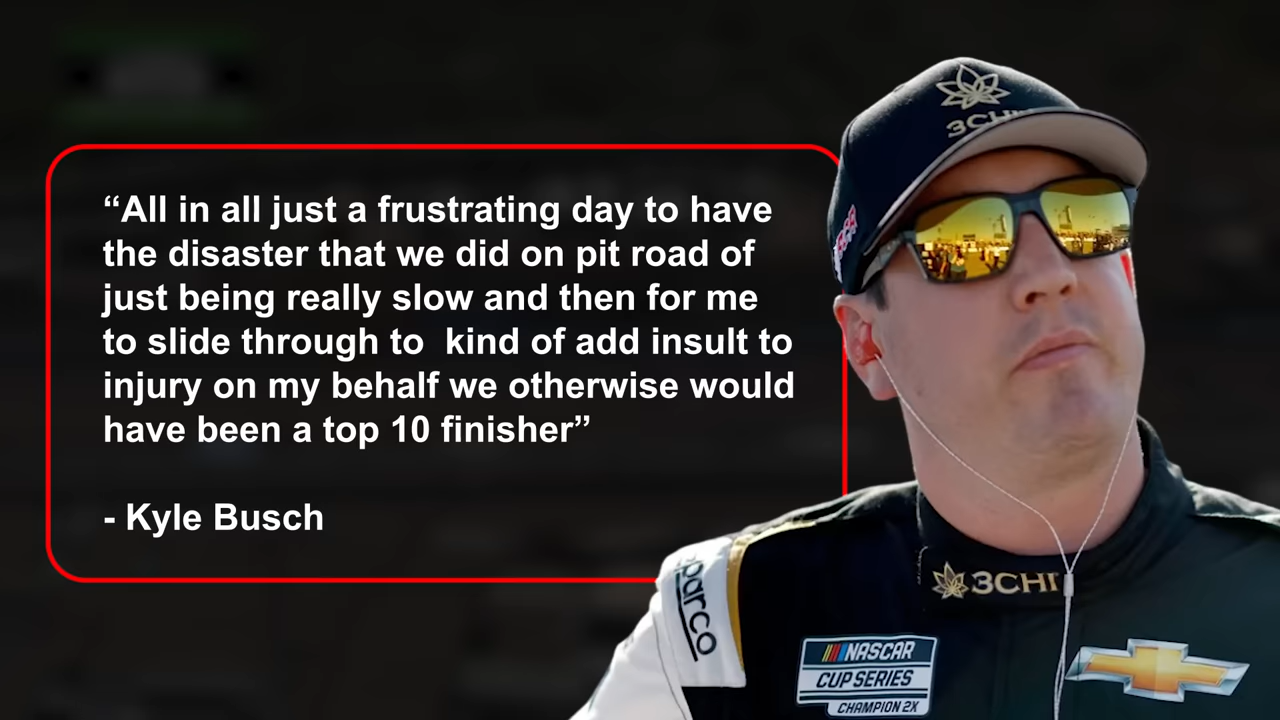 “All in all just a frustrating day to have
the disaster that we did on pit road of
just being really slow and then for me
to slide through to  kind of add insult to
injury on my behalf we otherwise would
have been a top 10 finisher”
- Kyle Busch
3CHI
3CHI
sparco
NASCAR
CUP SERIES
CHAMPION 2X